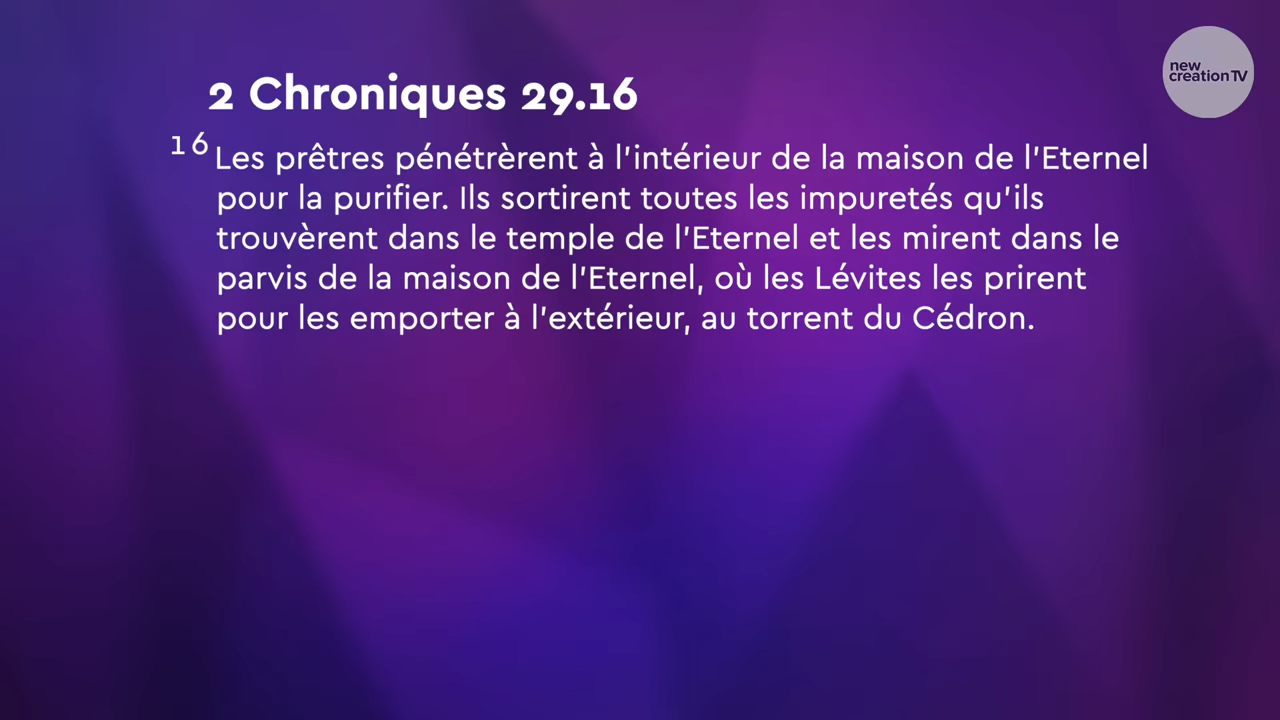 new
creation TV
2 Chroniques 29.16
16 Les prêtres pénétrèrent à l'intérieur de la maison de l'Eternel
pour la purifier. Ils sortirent toutes les impuretés qu'ils
trouvèrent dans le temple de l'Eternel et les mirent dans le
parvis de la maison de l'Eternel, où les Lévites les prirent
pour les emporter à l'extérieur, au torrent du Cédron.